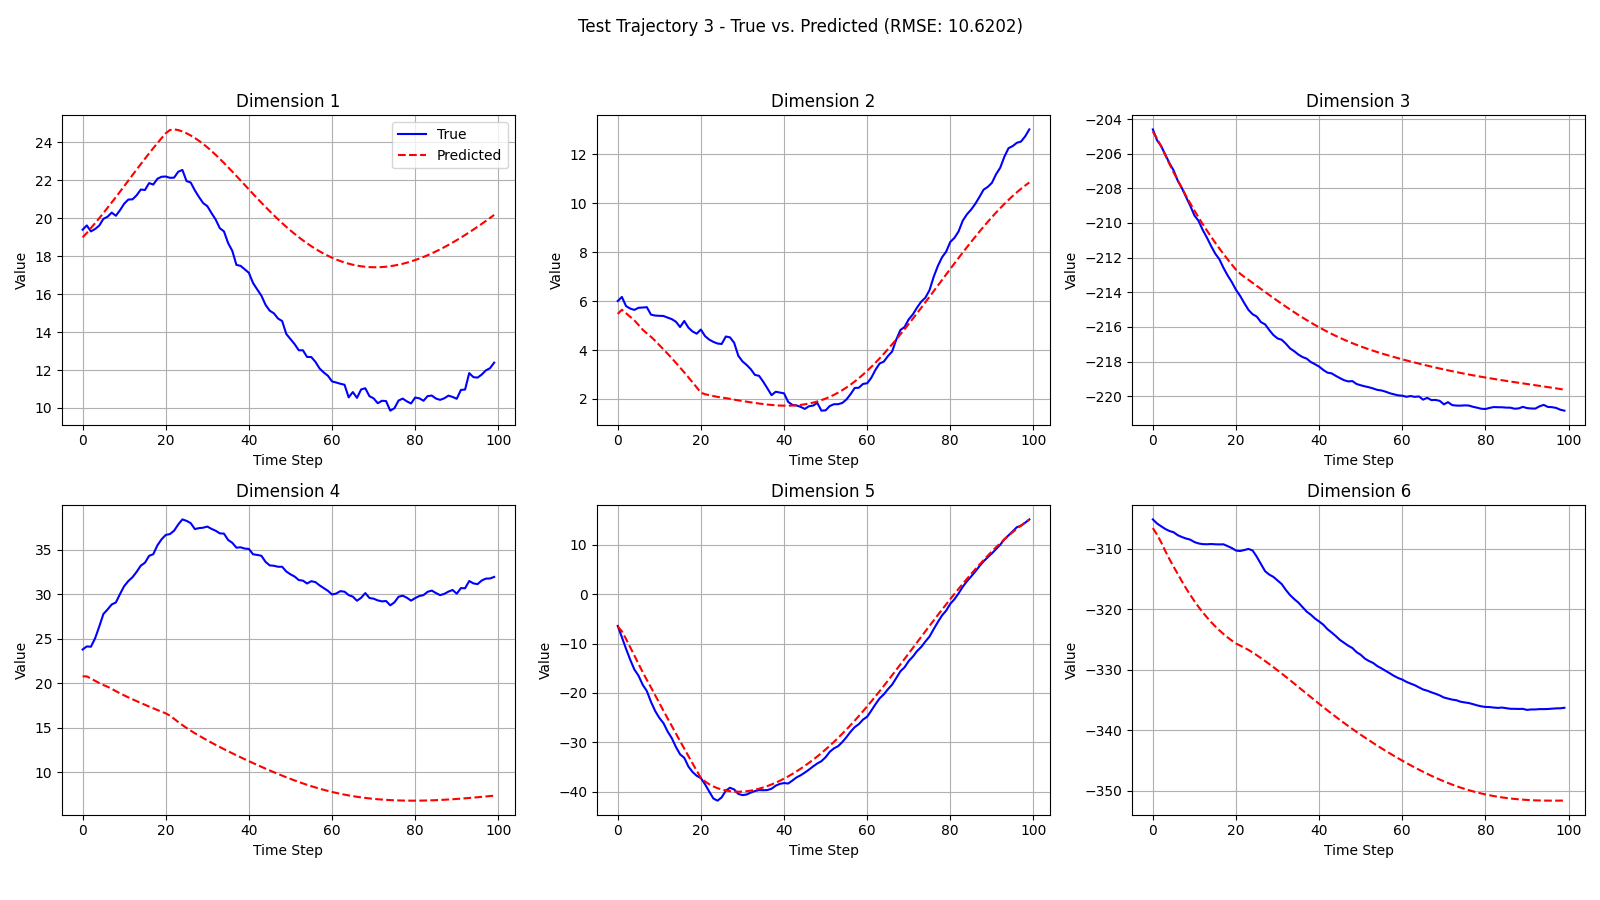 Test Trajectory 3 - True vs. Predicted (RMSE: 10.6202)
Dimension 1
24
22
20
18
16
14
12
10
Value
0 20 40 60 80 100
Time Step
True
Predicted
Dimension 2
12
10
8
6
4
2
Value
0 20 40 60 80 100
Time Step
Dimension 3
−204
−206
−208
−210
−212
−214
−216
−218
−220
Value
0 20 40 60 80 100
Time Step
Dimension 4
35
30
25
20
15
10
Value
0 20 40 60 80 100
Time Step
Dimension 5
10
0
−10
−20
−30
−40
Value
0 20 40 60 80 100
Time Step
Dimension 6
−310
−320
−330
−340
−350
Value
0 20 40 60 80 100
Time Step